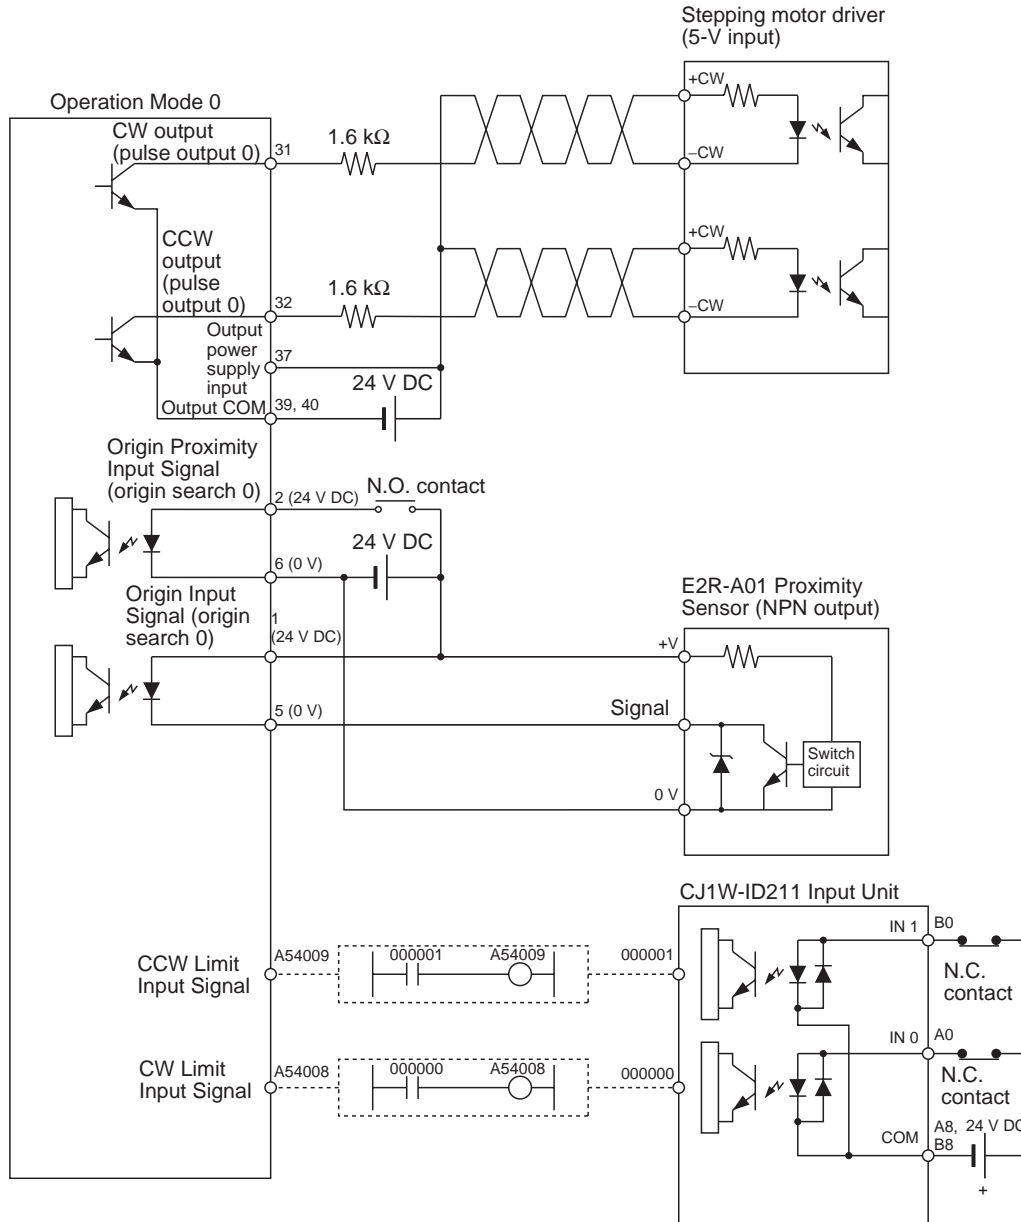 Stepping motor driver
(5-V input)
Operation Mode 0
CW output
(pulse output 0)
31
1.6 kΩ
+CW
–CW
CCW
output
(pulse
output 0)
32
1.6 kΩ
+CW
–CW
Output
power
supply
input
37
24 V DC
Output COM
39, 40
Origin Proximity
Input Signal
(origin search 0)
2 (24 V DC)
N.O. contact
24 V DC
6 (0 V)
Origin Input
Signal (origin
search 0)
1
(24 V DC)
E2R-A01 Proximity
Sensor (NPN output)
+V
5 (0 V)
Signal
Switch
circuit
0 V
CJ1W-ID211 Input Unit
IN 1
B0
CCW Limit
Input Signal
A54009
000001
A54009
000001
N.C.
contact
IN 0
A0
CW Limit
Input Signal
A54008
000000
A54008
000000
N.C.
contact
COM
A8,
B8
24 V DC
+